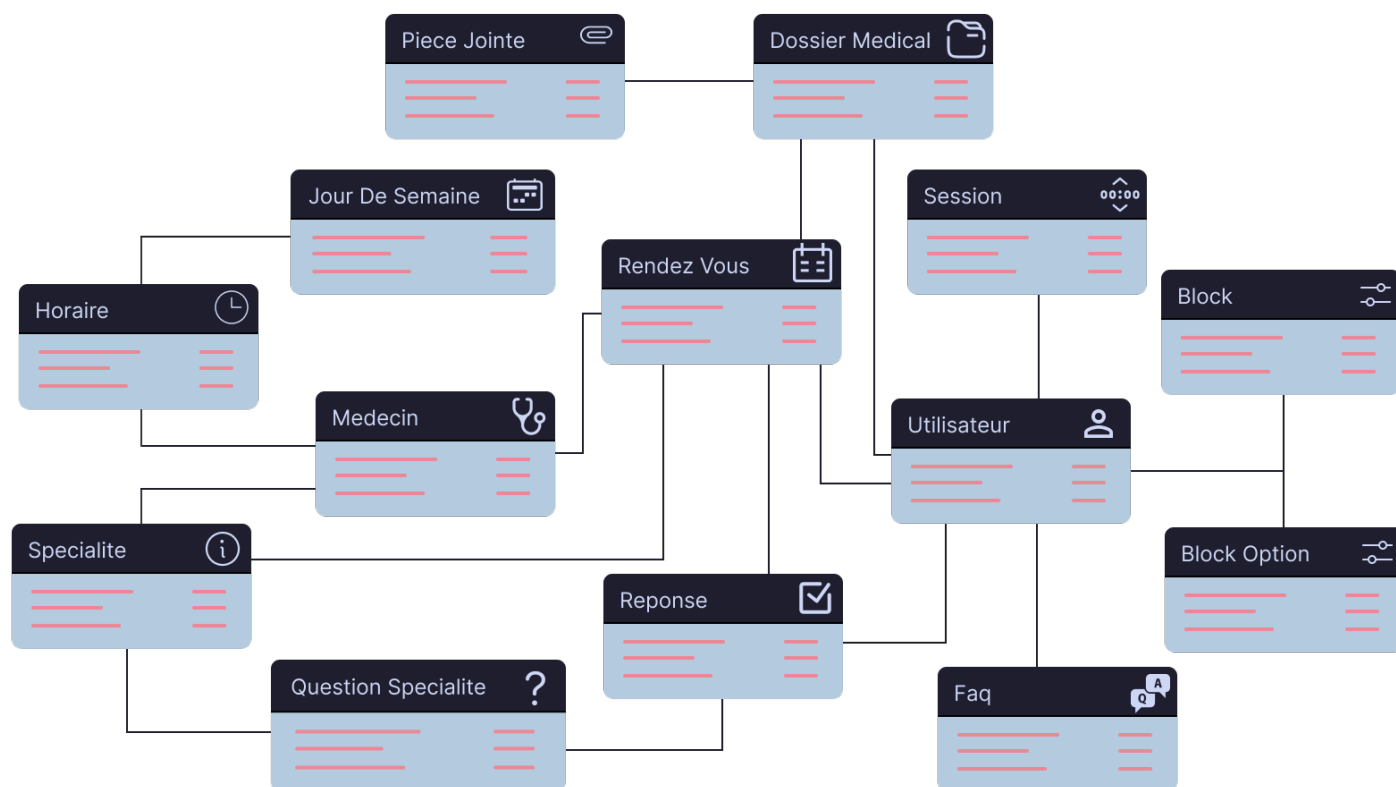 Piece Jointe
Dossier Medical
Jour De Semaine
Session
00:00
Rendez Vous
Block
Horaire
Medecin
Utilisateur
Specialite
i
Block Option
Reponse
Question Specialite
?
Faq
Q
A